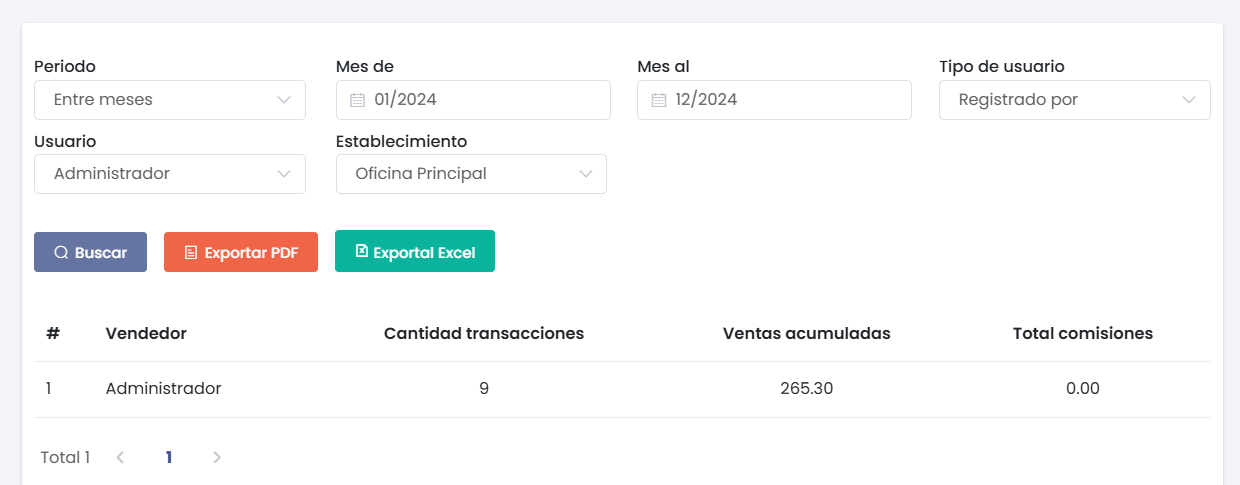 Periodo Mes de Mes al Tipo de usuario
Entre meses 01/2024 12/2024 Registrado por
Usuario Establecimiento
Administrador Oficina Principal
Buscar Exportar PDF Exportal Excel
# Vendedor Cantidad transacciones Ventas acumuladas Total comisiones
1 Administrador 9 265.30 0.00
Total 1 1